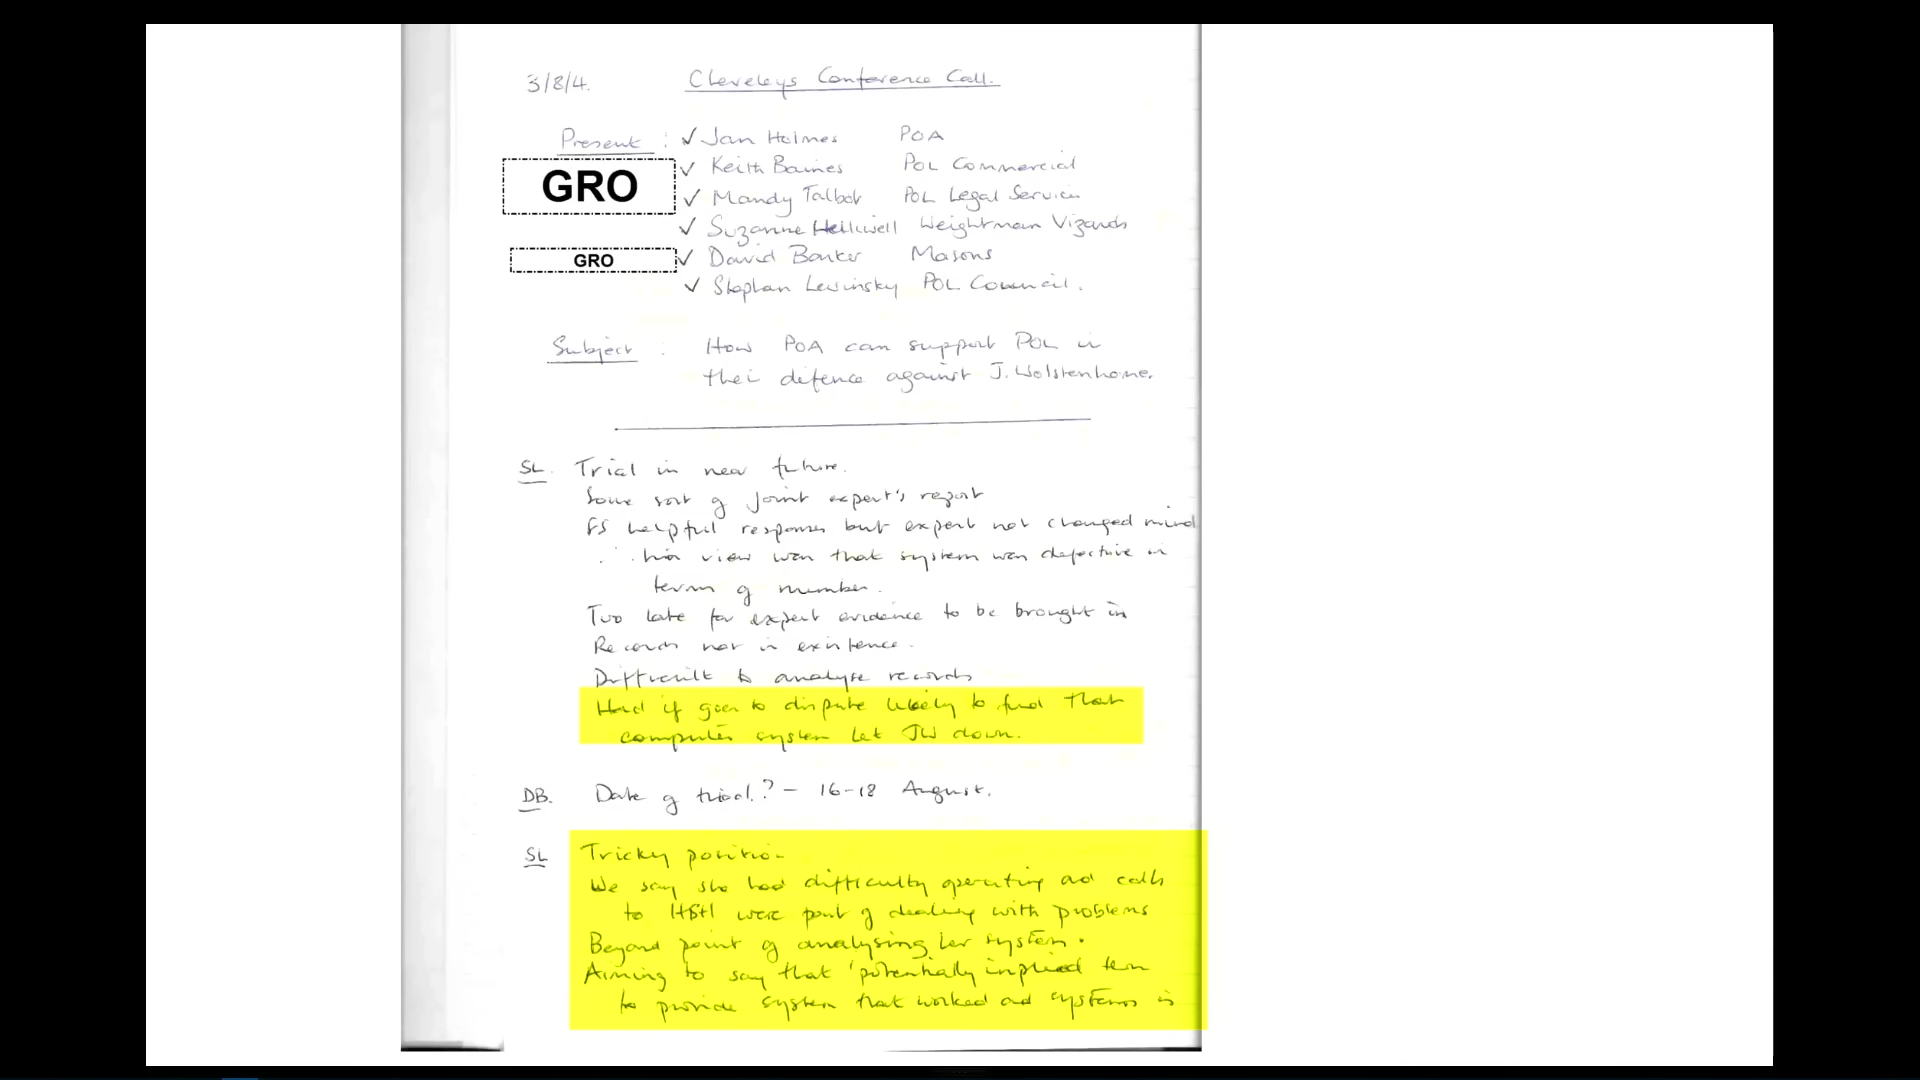 3/8/4. Cleveleys Conference Call.
Present : ✓ Jan Holmes POA
GRO
✓ Keith Baines POL Commercial
✓ Mandy Talbot POL Legal Services
✓ Suzanne Helliwell Weightman Vizards
GRO
✓ David Barker Masons
✓ Stephan Lewinsky POL Council.
Subject : How POA can support POL in
their defence against J. Wolstenhome.
SL. Trial in near future.
Some sort of joint expert's report
FS helpful responses but expert not changed mind
∴ his view was that system was defective in
terms of number.
Too late for expert evidence to be brought in
Records not in existence.
Difficult to analyse records
Had if goes to dispute likely to find that
computer system let JW down.
DB. Date of trial? - 16-18 August.
SL Tricky position
We say she had difficulty operating and calls
to HSH were part of dealing with problems
Beyond point of analysing her system.
Aiming to say that 'potentially implied term
to provide system that worked and systems is